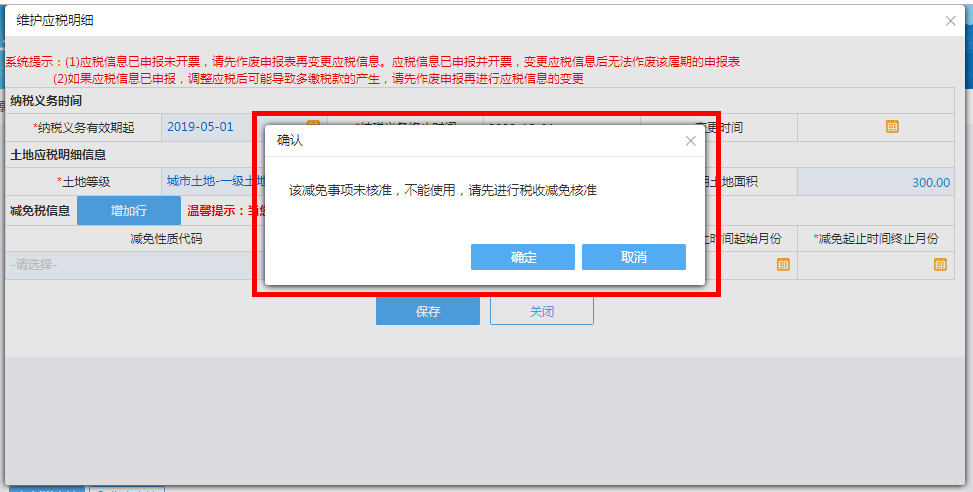 维护应税明细
系统提示：(1)应税信息已申报未开票，请先作废申报表再变更应税信息。应税信息已申报并开票，变更应税信息后无法作废该属期的申报表
(2)如果应税信息已申报，调整应税后可能导致多缴税款的产生，请先作废申报再进行应税信息的变更
纳税义务时间
*纳税义务有效期起 2019-05-01 变更时间
土地应税明细信息
*土地等级 城市土地-一级土地 土地面积 300.00
减免税信息 增加行 温馨提示：当您
减免性质代码 止时间起始月份 *减免起止时间终止月份
-请选择-
确认
该减免事项未核准，不能使用，请先进行税收减免核准
确定 取消
保存 关闭